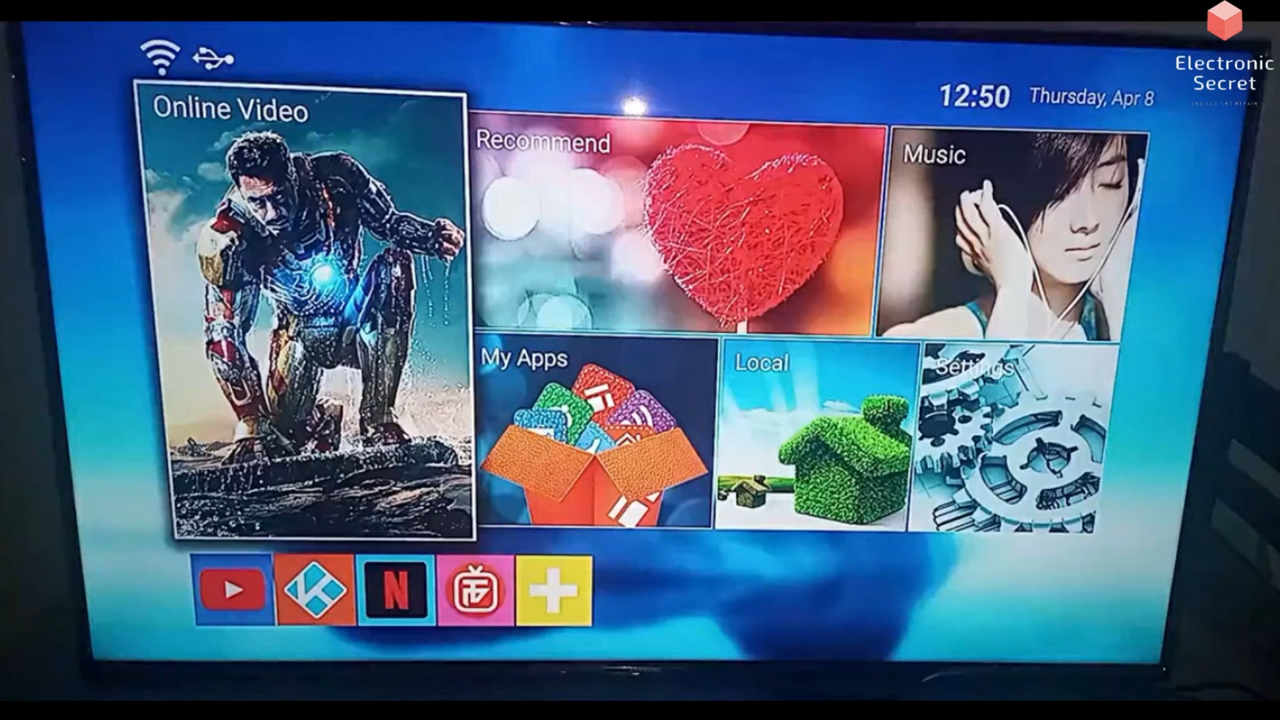 Electronic
Secret
12:50 Thursday, Apr 8
Online Video
Recommend
Music
My Apps
Local
Settings
N